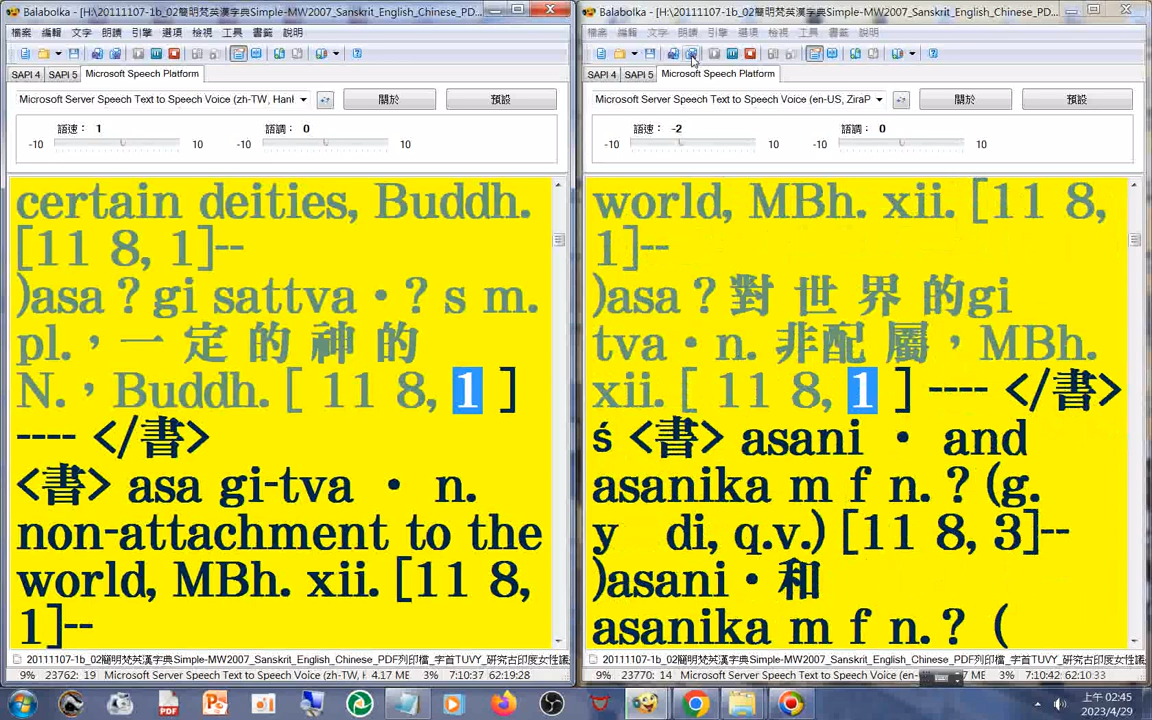 Balabolka - [H:\20111107-1b_02簡明梵英漢字典Simple-MW2007_Sanskrit_English_Chinese_PD...
檔案 編輯 文字 朗讀 引擎 選項 檢視 工具 書籤 說明
SAPI 4 SAPI 5 Microsoft Speech Platform
Microsoft Server Speech Text to Speech Voice (zh-TW, Hanl
關於
預設
語速： 1
語調： 0
-10 10 -10 10
certain deities, Buddh.
[11 8, 1]--
)asa？gi sattva・？s m.
pl.，一 定 的 神 的
N.，Buddh. [ 11 8, 1 ]
---- </書>
<書> asa gi-tva ・ n.
non-attachment to the
world, MBh. xii. [11 8,
1]--
20111107-1b_02簡明梵英漢字典Simple-MW2007_Sanskrit_English_Chinese_PDF列印檔_字首TUVY_研究古印度女性議
9% 23762: 19 Microsoft Server Speech Text to Speech Voice (zh-TW, H 4.17 ME 3% 7:10:37 62:19:28
Balabolka - [H:\20111107-1b_02簡明梵英漢字典Simple-MW2007_Sanskrit_English_Chinese_PD...
檔案 編輯 文字 朗讀 引擎 選項 檢視 工具 書籤 說明
SAPI 4 SAPI 5 Microsoft Speech Platform
Microsoft Server Speech Text to Speech Voice (en-US, ZiraP
關於
預設
語速： -2
語調： 0
-10 10 -10 10
world, MBh. xii. [11 8,
1]--
)asa？對 世 界 的gi
tva・n. 非配 屬，MBh.
xii. [ 11 8, 1 ] ---- </書>
ś <書> asani ・ and
asanika m f n.？(g.
y di, q.v.) [11 8, 3]--
)asani・和
asanika m f n.？ (
20111107-1b_02簡明梵英漢字典Simple-MW2007_Sanskrit_English_Chinese_PDF列印檔_字首TUVY_研究古印度女性議
9% 23770: 14 Microsoft Server Speech Text to Speech Voice 3% 7:10:42 62:10:33
上午 02:45
2023/4/29